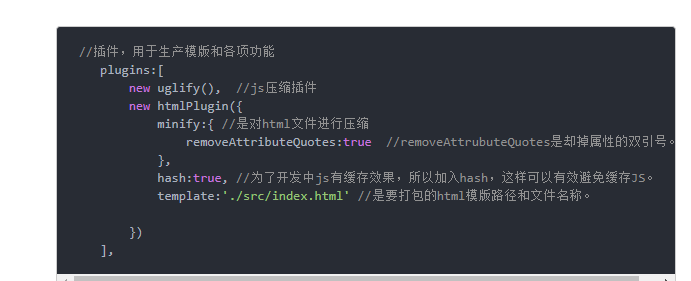 //插件，用于生产模版和各项功能
plugins:[
new uglify(), //js压缩插件
new htmlPlugin({
minify:{ //是对html文件进行压缩
removeAttributeQuotes:true //removeAttrubuteQuotes是却掉属性的双引号。
},
hash:true, //为了开发中js有缓存效果，所以加入hash，这样可以有效避免缓存JS。
template:'./src/index.html' //是要打包的html模版路径和文件名称。
})
],